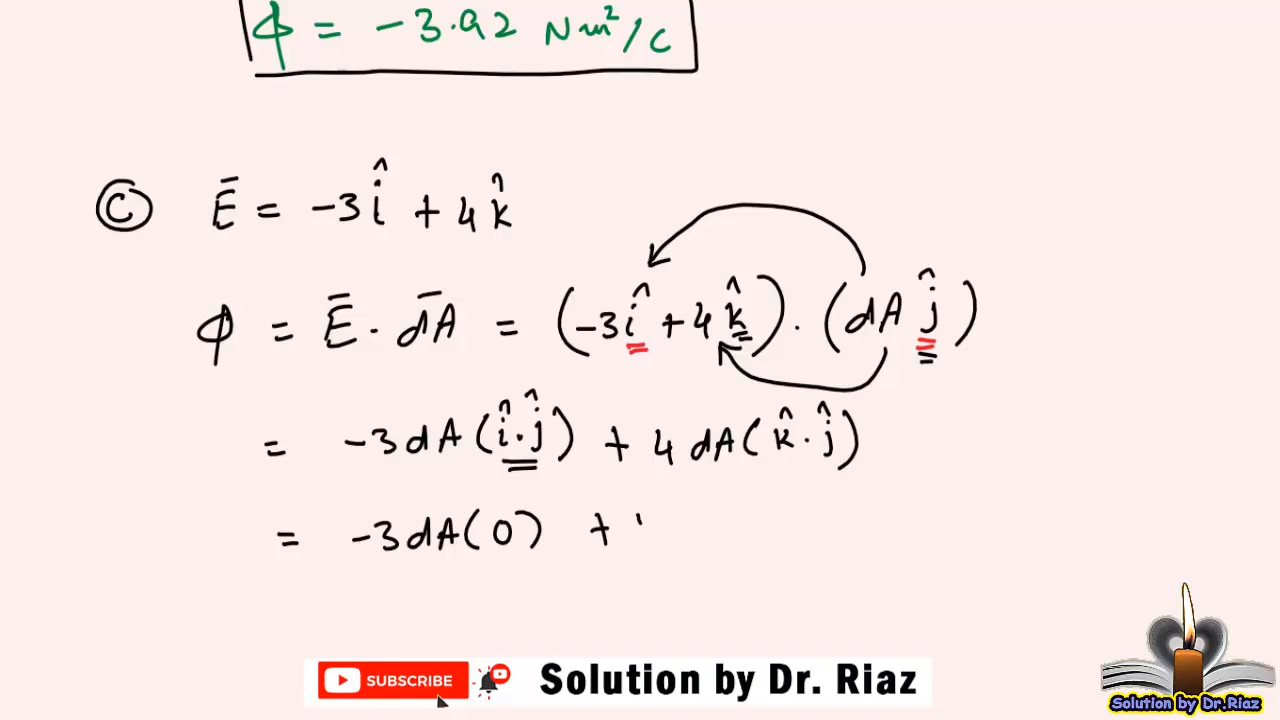 ϕ = -3.92 Nm²/C
ⓒ Ē = -3î + 4k̂
ϕ = Ē · d̄A = (-3î + 4k̂) · (dA ĵ)
= -3dA(î·ĵ) + 4dA(k̂·ĵ)
= -3dA(0) +
SUBSCRIBE Solution by Dr. Riaz
Solution by Dr.Riaz